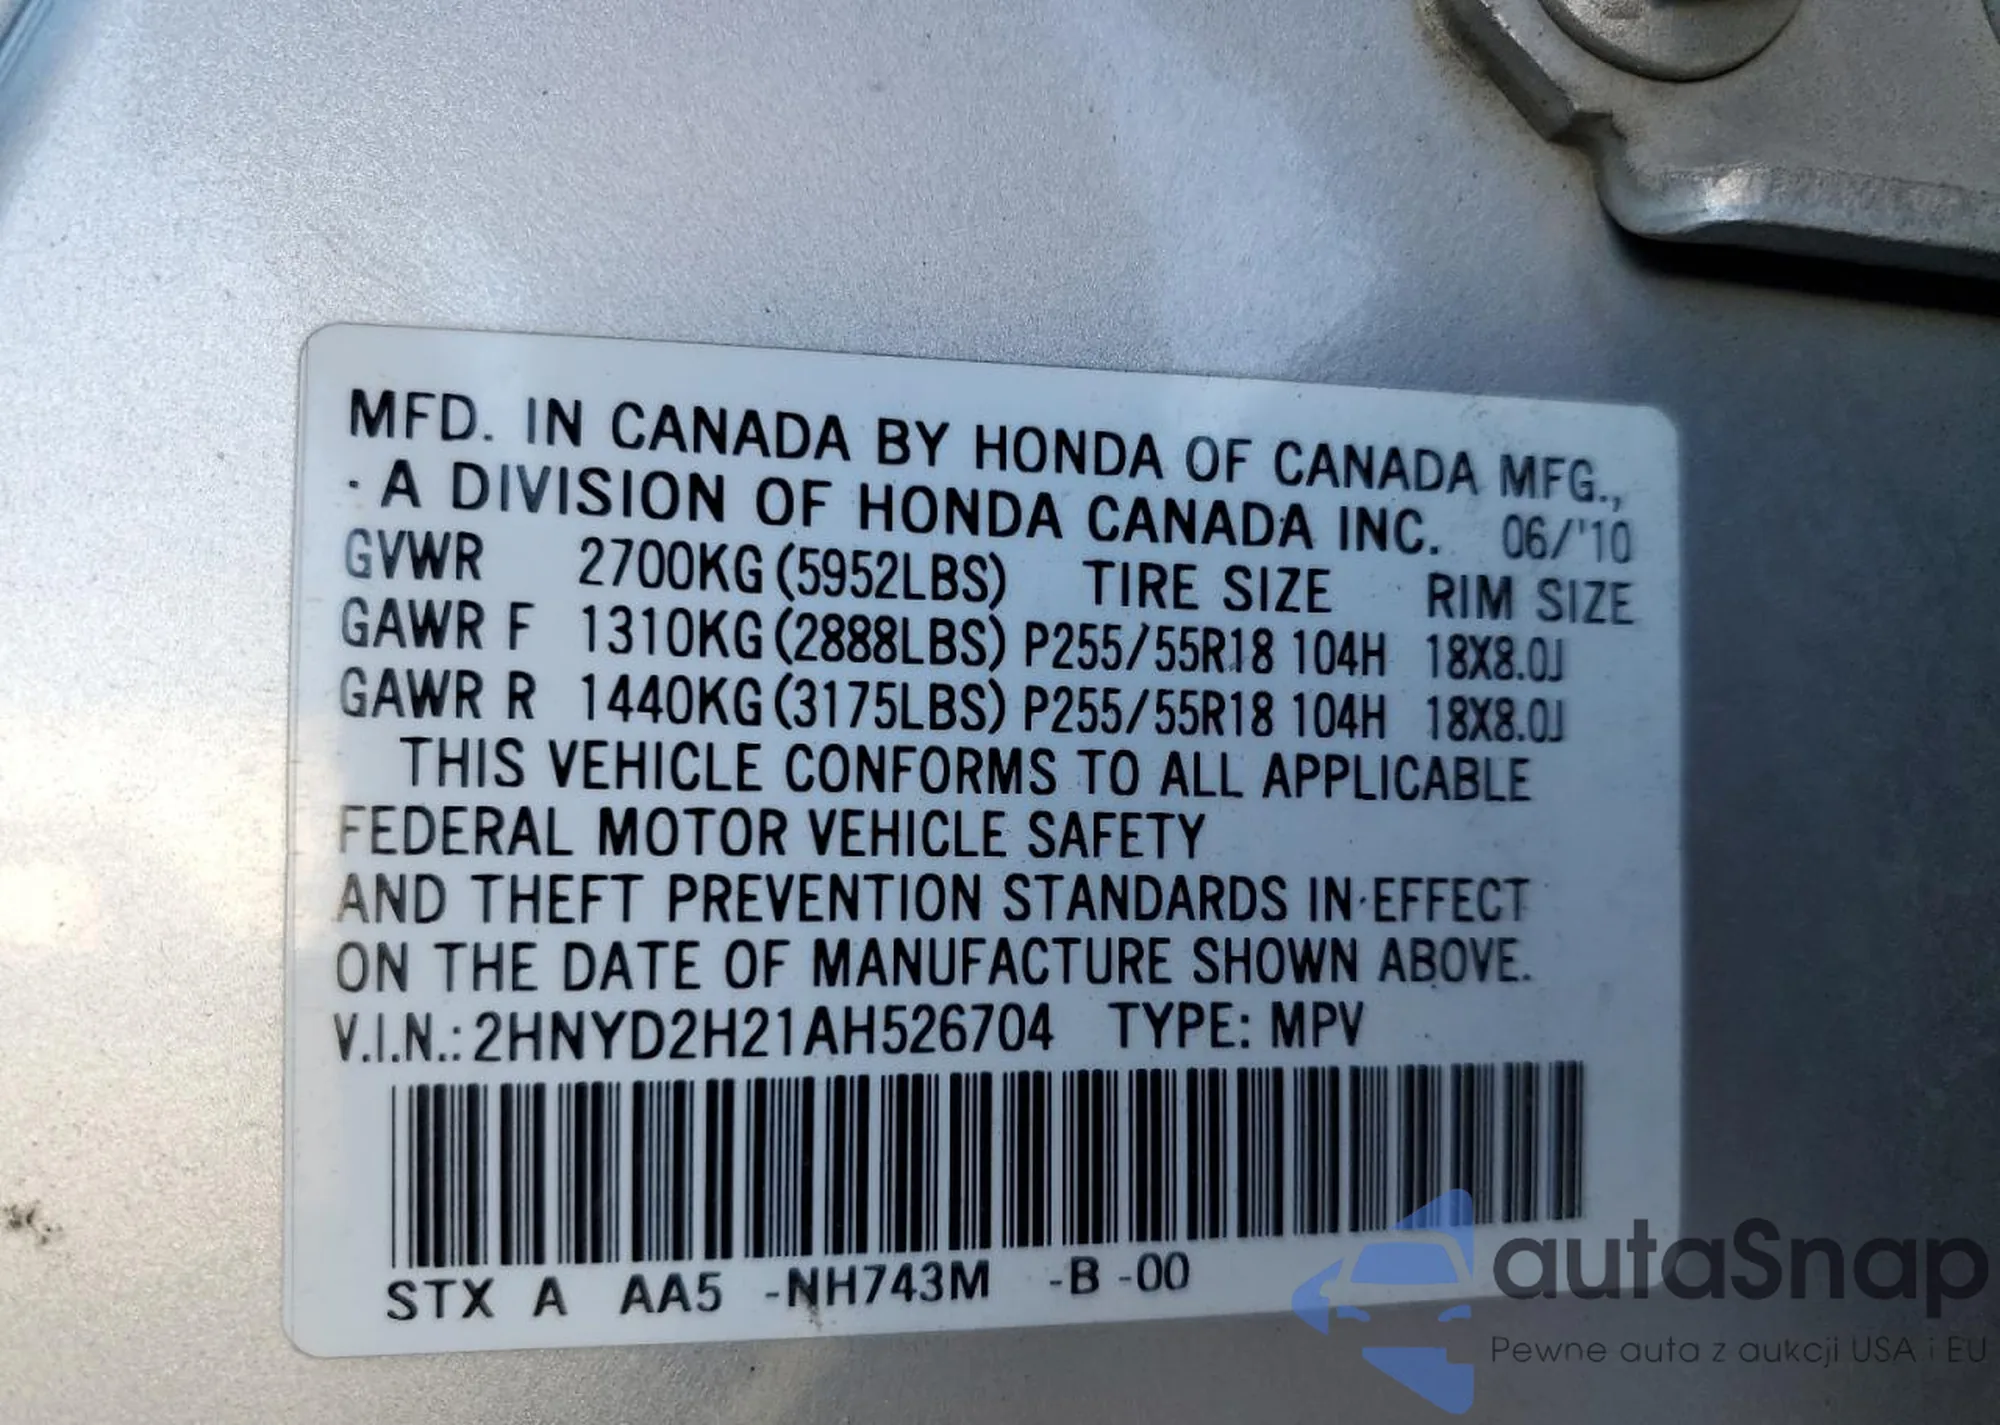 MFD. IN CANADA BY HONDA OF CANADA MFG.,
· A DIVISION OF HONDA CANADA INC. 06/'10
GVWR 2700KG (5952LBS) TIRE SIZE RIM SIZE
GAWR F 1310KG (2888LBS) P255/55R18 104H 18X8.0J
GAWR R 1440KG (3175LBS) P255/55R18 104H 18X8.0J
THIS VEHICLE CONFORMS TO ALL APPLICABLE
FEDERAL MOTOR VEHICLE SAFETY
AND THEFT PREVENTION STANDARDS IN EFFECT
ON THE DATE OF MANUFACTURE SHOWN ABOVE.
V.I.N.: 2HNYD2H21AH526704 TYPE: MPV
STX A AA5 -NH743M -B -00
autaSnap
Pewne auta z aukcji USA i EU